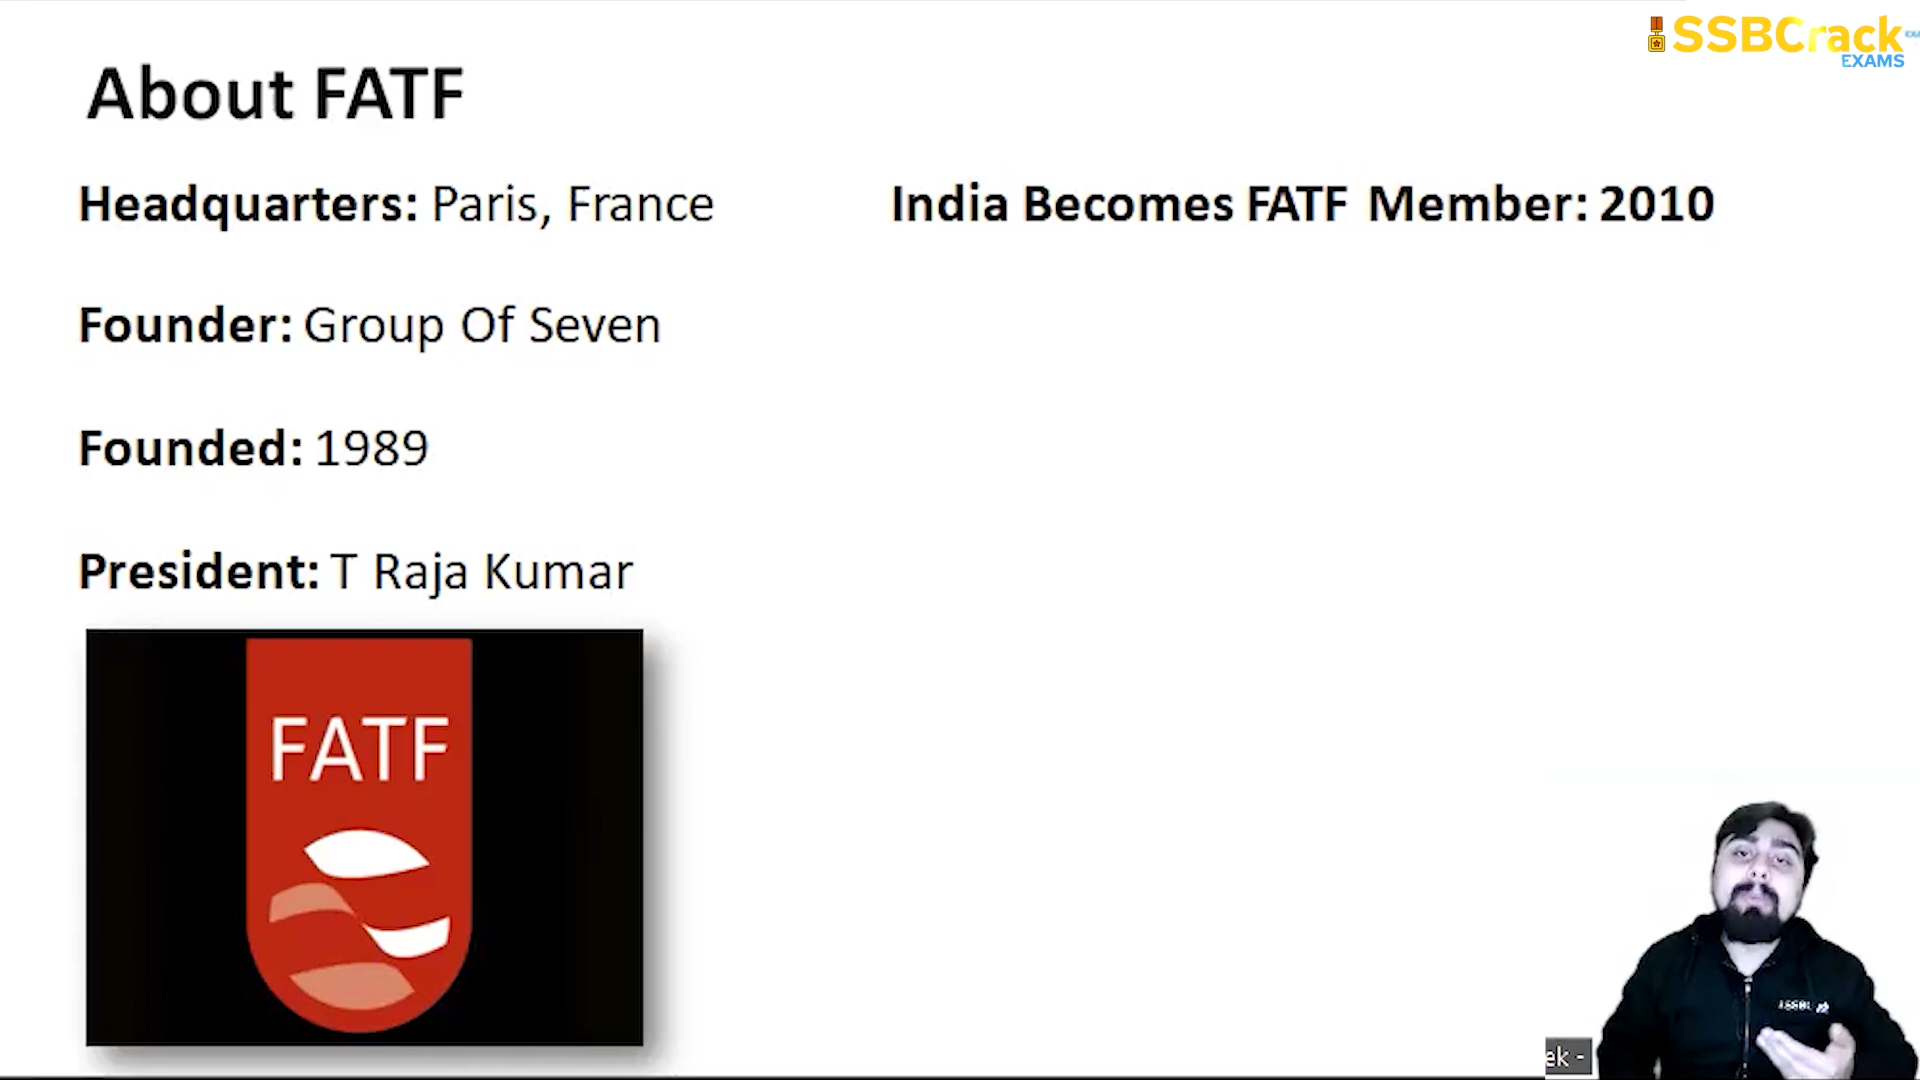 SSBCrack
EXAMS
About FATF
Headquarters: Paris, France
India Becomes FATF Member: 2010
Founder: Group Of Seven
Founded: 1989
President: T Raja Kumar
FATF
ek -